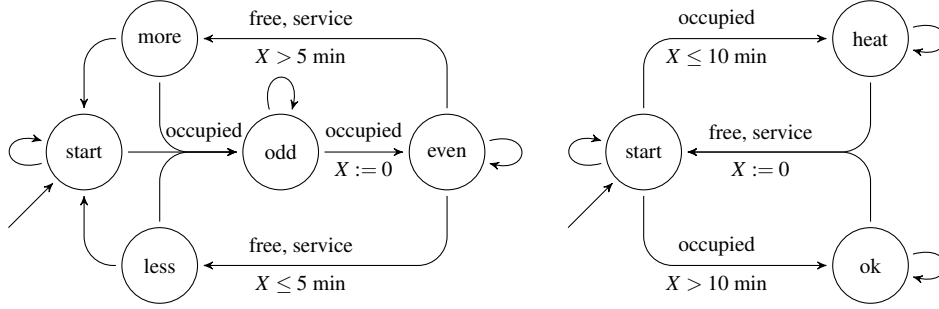 more
free, service
X > 5 min
start
occupied
odd
occupied
X := 0
even
less
free, service
X ≤ 5 min
occupied
X ≤ 10 min
heat
start
free, service
X := 0
occupied
X > 10 min
ok